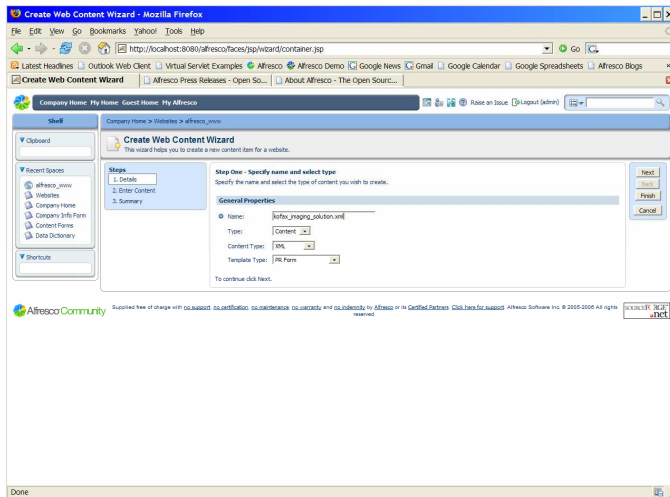 Create Web Content Wizard - Mozilla Firefox
File Edit View Go Bookmarks Yahoo! Tools Help
http://localhost:8080/alfresco/faces/jsp/wizard/container.jsp
Go
Latest Headlines Outlook Web Client Virtual Servlet Examples Alfresco Alfresco Demo Google News Gmail Google Calendar Google Spreadsheets Alfresco Blogs
Create Web Content Wizard Alfresco Press Releases - Open So... About Alfresco - The Open Sourc...
Company Home My Home Guest Home My Alfresco
Raise an Issue Logout (admin)
Shelf
Company Home > Websites > alfresco_www
Clipboard
Create Web Content Wizard
This wizard helps you to create a new content item for a website.
Recent Spaces
alfresco_www
Websites
Company Home
Company Info Form
Content Forms
Data Dictionary
Shortcuts
Steps
1. Details
2. Enter Content
3. Summary
Step One - Specify name and select type
Specify the name and select the type of content you wish to create.
General Properties
Name: kofax_imaging_solution.xml
Type: Content
Content Type: XML
Template Type: PR Form
To continue click Next.
Next
Back
Finish
Cancel
Alfresco Community
Supplied free of charge with no support, no certification, no maintenance, no warranty and no indemnity by Alfresco or its Certified Partners. Click here for support. Alfresco Software Inc. © 2005-2006 All rights reserved.
SOURCEFORGE
.net
Done